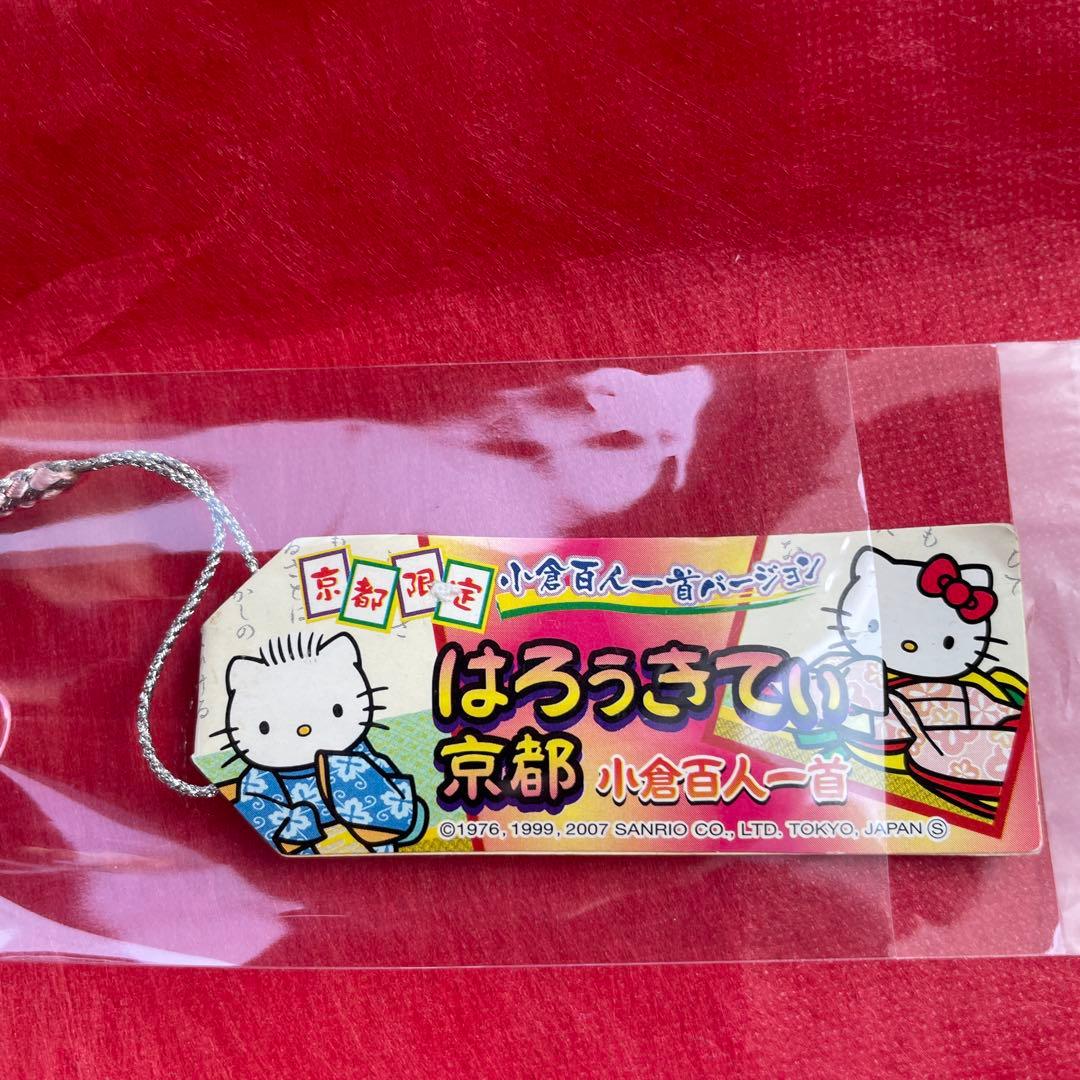 京都限定 小倉百人一首バージョン
はろぅきてぃ
京都 小倉百人一首
©1976, 1999, 2007 SANRIO CO., LTD. TOKYO, JAPAN Ⓢ